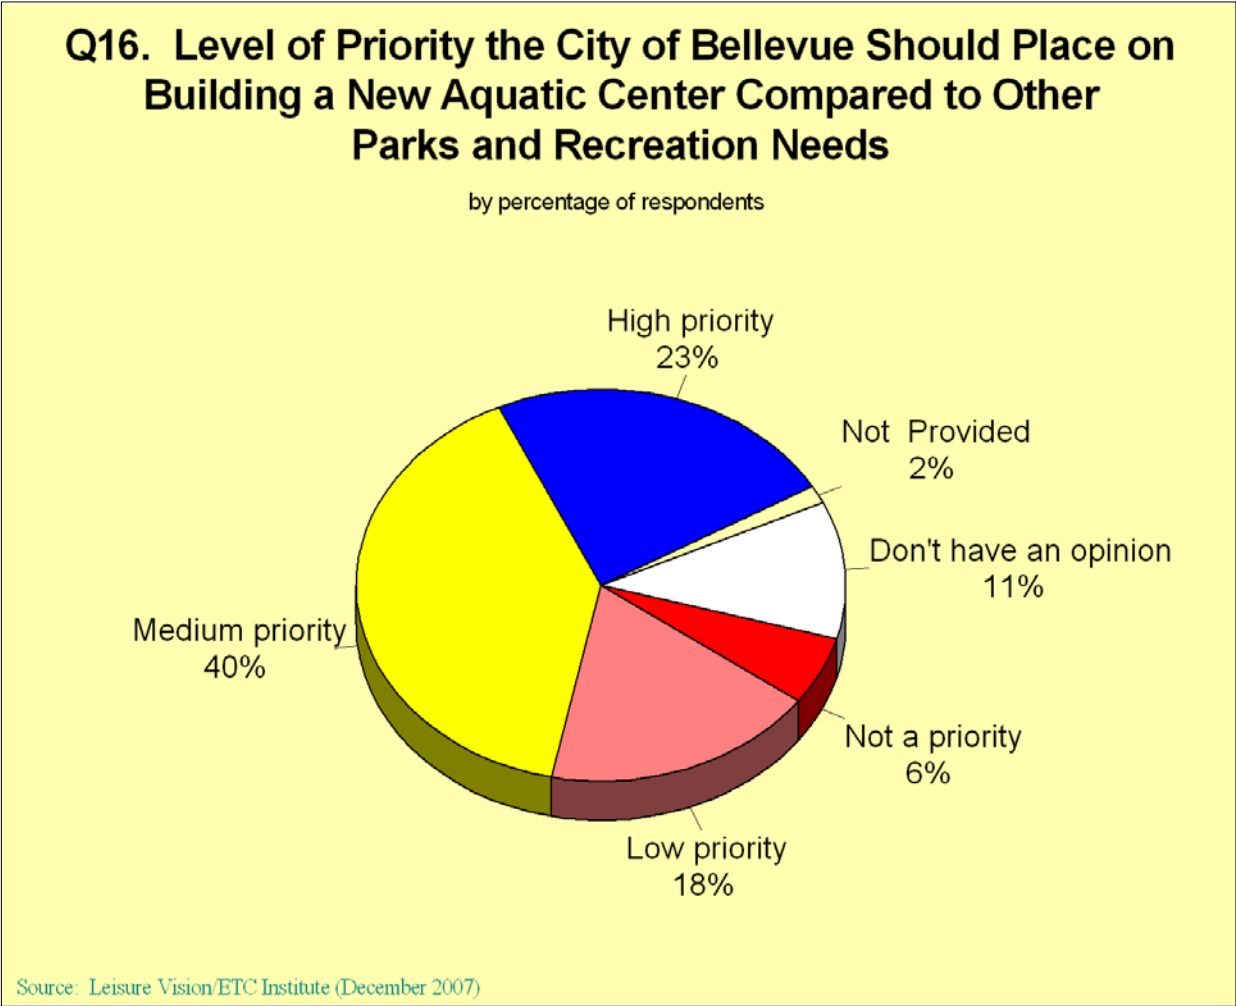 Q16.  Level of Priority the City of Bellevue Should Place on
Building a New Aquatic Center Compared to Other
Parks and Recreation Needs
by percentage of respondents
High priority
23%
Not  Provided
2%
Don't have an opinion
11%
Medium priority
40%
Not a priority
6%
Low priority
18%
Source:  Leisure Vision/ETC Institute (December 2007)